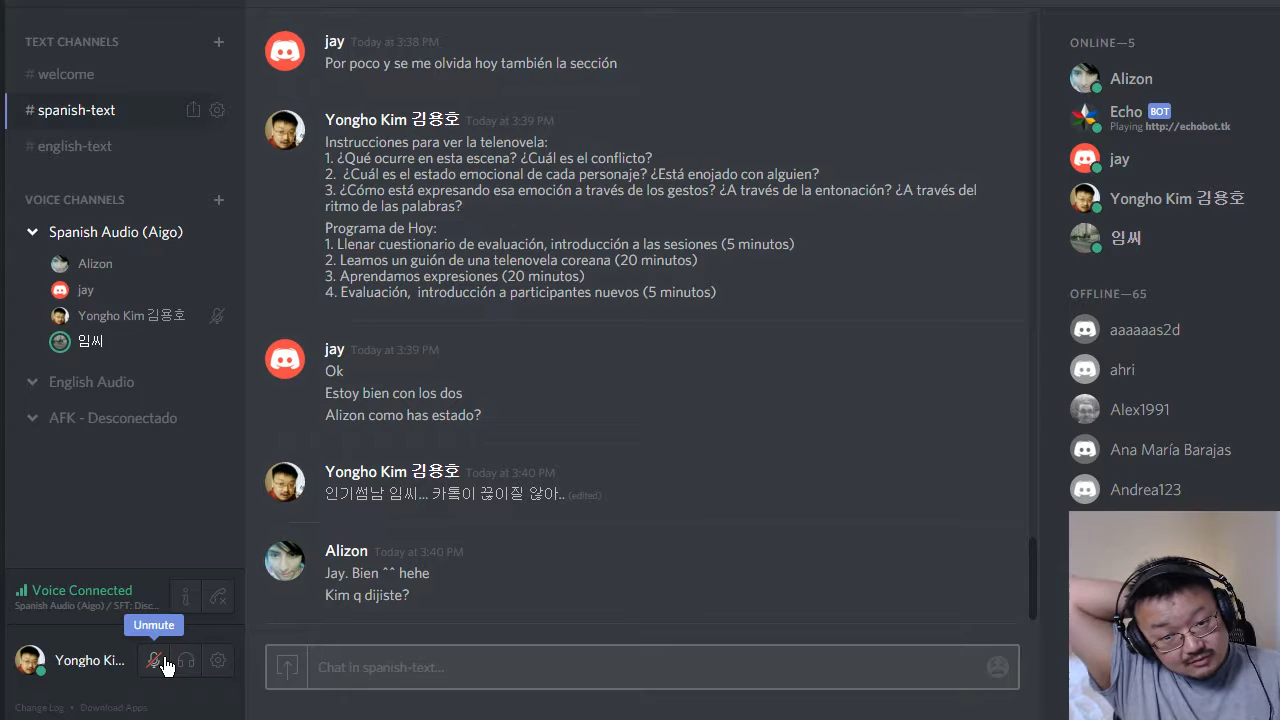 TEXT CHANNELS +
# welcome
# spanish-text
# english-text
VOICE CHANNELS +
Spanish Audio (Aigo)
Alizon
jay
Yongho Kim 김용호
임씨
English Audio
AFK - Desconectado
Voice Connected
Spanish Audio (Aigo) / SFT: Disc...
Unmute
Yongho Ki...
Change Log • Download Apps
jay Today at 3:38 PM
Por poco y se me olvida hoy también la sección
Yongho Kim 김용호 Today at 3:39 PM
Instrucciones para ver la telenovela:
1. ¿Qué ocurre en esta escena? ¿Cuál es el conflicto?
2. ¿Cuál es el estado emocional de cada personaje? ¿Está enojado con alguien?
3. ¿Cómo está expresando esa emoción a través de los gestos? ¿A través de la entonación? ¿A través del
ritmo de las palabras?
Programa de Hoy:
1. Llenar cuestionario de evaluación, introducción a las sesiones (5 minutos)
2. Leamos un guión de una telenovela coreana (20 minutos)
3. Aprendamos expresiones (20 minutos)
4. Evaluación, introducción a participantes nuevos (5 minutos)
jay Today at 3:39 PM
Ok
Estoy bien con los dos
Alizon como has estado?
Yongho Kim 김용호 Today at 3:40 PM
인기썸남 임씨... 카톡이 끊이질 않아.. (edited)
Alizon Today at 3:40 PM
Jay. Bien ^^ hehe
Kim q dijiste?
Chat in spanish-text...
ONLINE—5
Alizon
Echo BOT
Playing http://echobot.tk
jay
Yongho Kim 김용호
임씨
OFFLINE—65
aaaaaas2d
ahri
Alex1991
Ana María Barajas
Andrea123